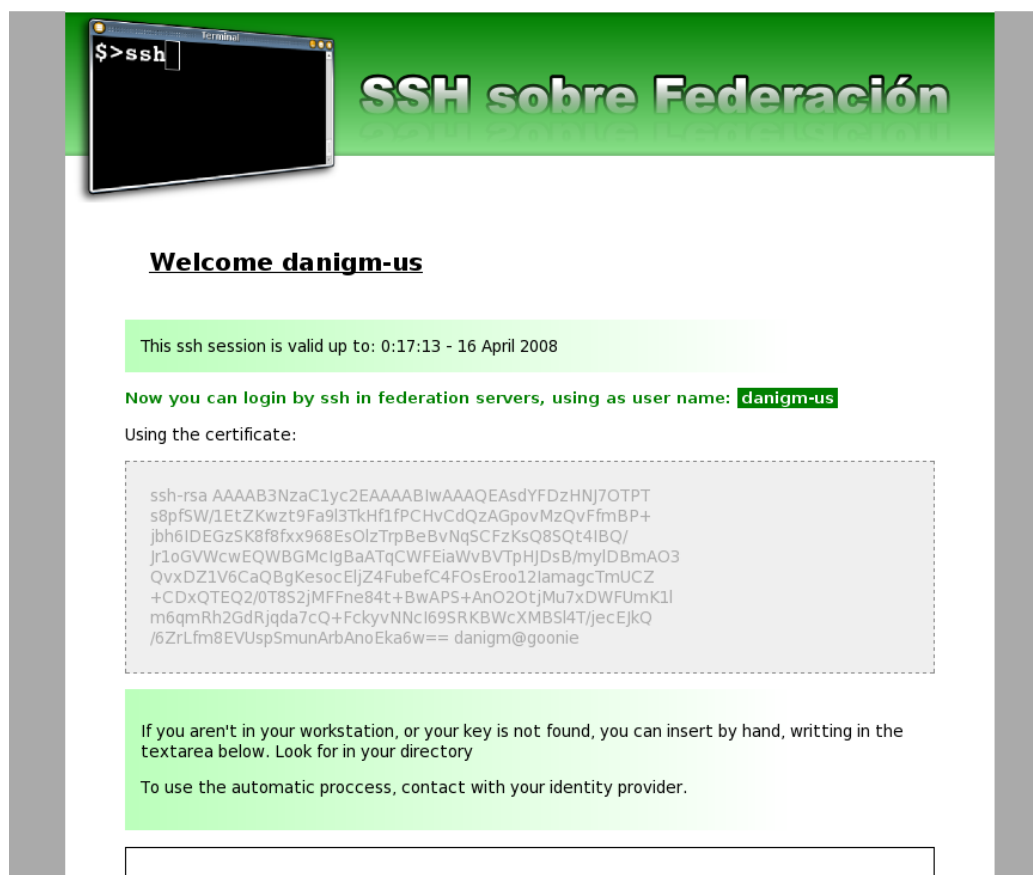 Terminal
$>ssh
SSH sobre Federación
Welcome danigm-us
This ssh session is valid up to: 0:17:13 - 16 April 2008
Now you can login by ssh in federation servers, using as user name: danigm-us
Using the certificate:
ssh-rsa AAAAB3NzaC1yc2EAAAABIwAAAQEAsdYFDzHNJ7OTPT
s8pfSW/1EtZKwzt9Fa9l3TkHf1fPCHvCdQzAGpovMzQvFfmBP+
jbh6IDEGzSK8f8fxx968EsOlzTrpBeBvNqSCFzKsQ8SQt4IBQ/
Jr1oGVWcwEQWBGMcIgBaATqCWFEiaWvBVTpHJDsB/mylDBmAO3
QvxDZ1V6CaQBgKesocEljZ4FubefC4FOsEroo12IamagcTmUCZ
+CDxQTEQ2/0T8S2jMFFne84t+BwAPS+AnO2OtjMu7xDWFUmK1l
m6qmRh2GdRjqda7cQ+FckyvNNcI69SRKBWcXMBSl4T/jecEJkQ
/6ZrLfm8EVUspSmunArbAnoEka6w== danigm@goonie
If you aren't in your workstation, or your key is not found, you can insert by hand, writting in the
textarea below. Look for in your directory
To use the automatic proccess, contact with your identity provider.